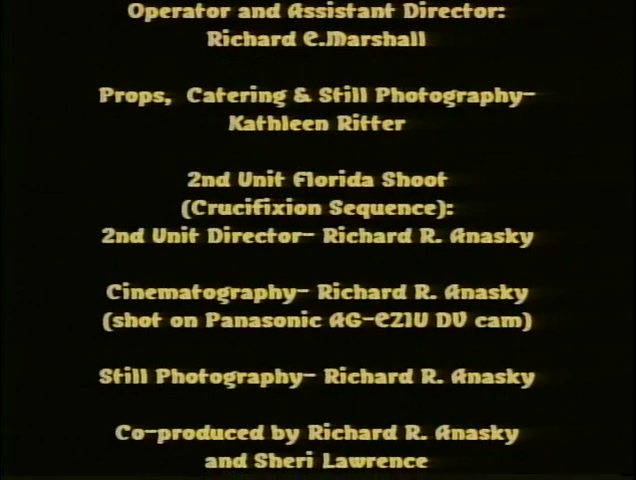 Operator and Assistant Director:
Richard E.Marshall
Props, Catering & Still Photography-
Kathleen Ritter
2nd Unit Florida Shoot
(Crucifixion Sequence):
2nd Unit Director- Richard R. Anasky
Cinematography- Richard R. Anasky
(shot on Panasonic AG-EZ1U DV cam)
Still Photography- Richard R. Anasky
Co-produced by Richard R. Anasky
and Sheri Lawrence